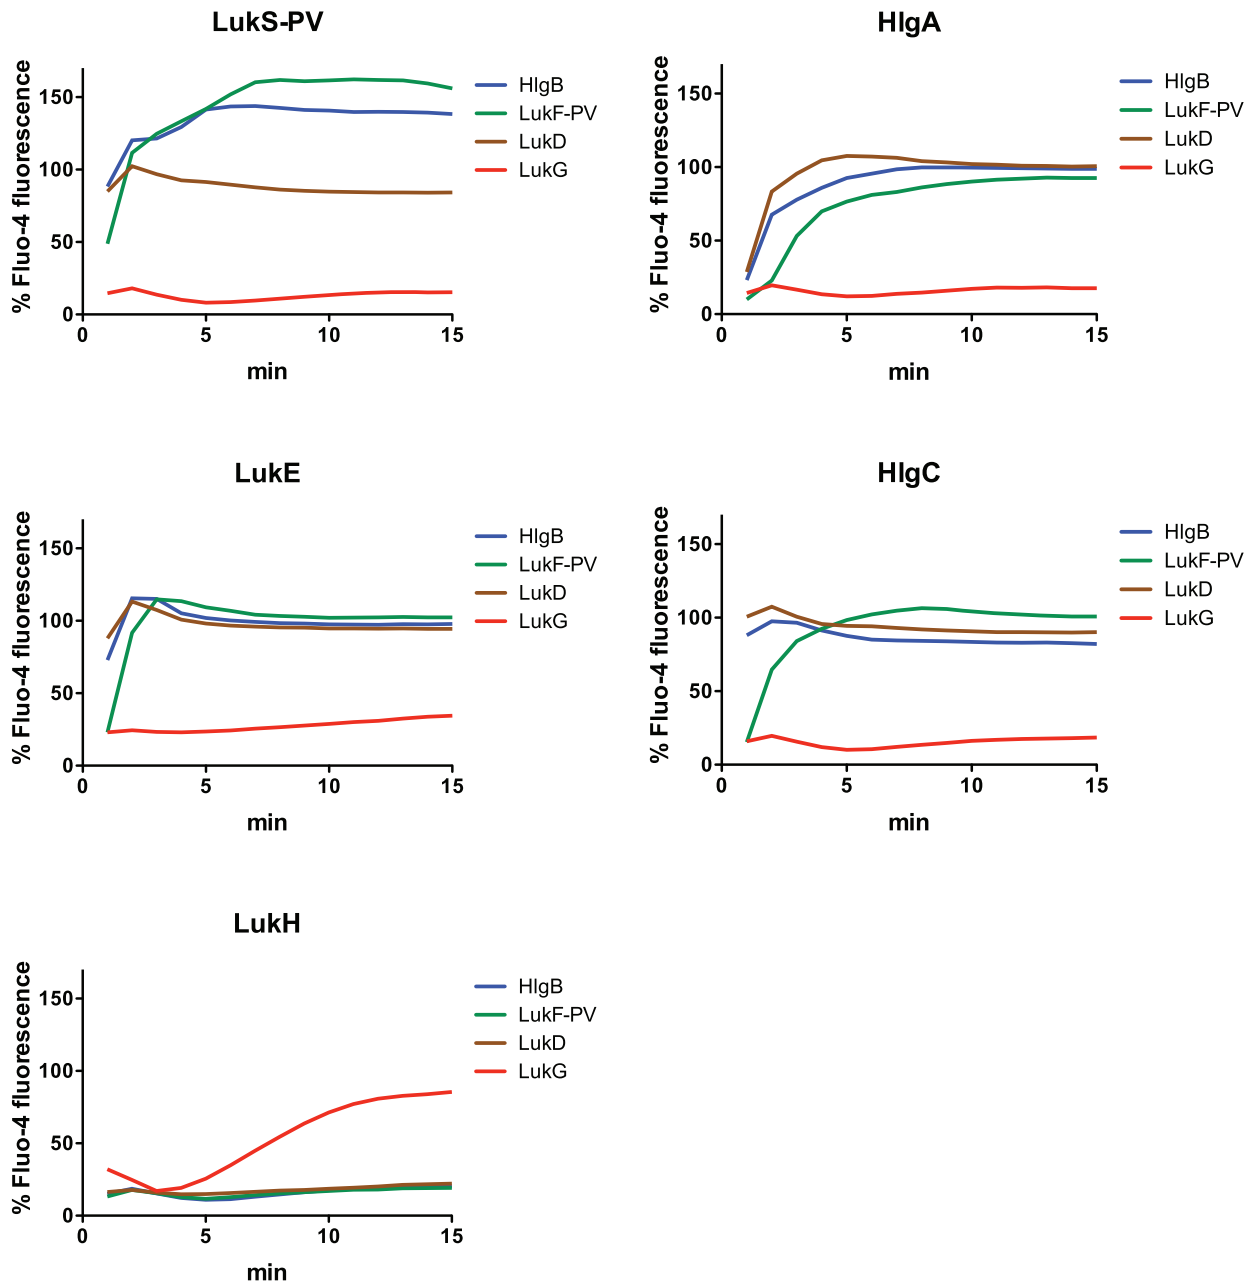 LukS-PV
% Fluo-4 fluorescence
150
100
50
0
0 5 10 15
min
HlgB
LukF-PV
LukD
LukG
HlgA
% Fluo-4 fluorescence
150
100
50
0
0 5 10 15
min
HlgB
LukF-PV
LukD
LukG
LukE
% Fluo-4 fluorescence
150
100
50
0
0 5 10 15
min
HlgB
LukF-PV
LukD
LukG
HlgC
% Fluo-4 fluorescence
150
100
50
0
0 5 10 15
min
HlgB
LukF-PV
LukD
LukG
LukH
% Fluo-4 fluorescence
150
100
50
0
0 5 10 15
min
HlgB
LukF-PV
LukD
LukG